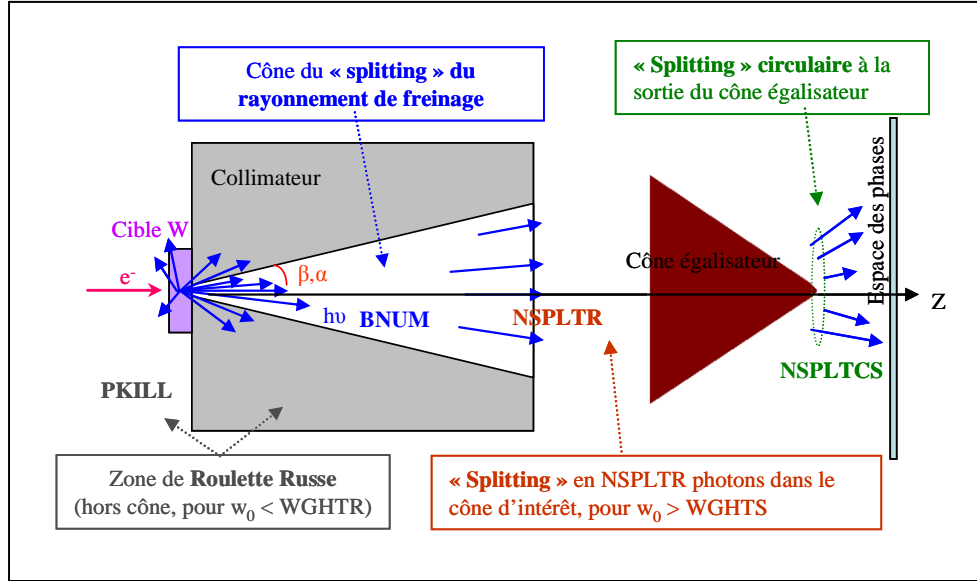 Cône du « splitting » du
rayonnement de freinage
« Splitting » circulaire à la
sortie du cône égalisateur
Collimateur
Cible W
e-
β,α
hυ
BNUM
NSPLTR
Cône égalisateur
Espace des phases
Z
NSPLTCS
PKILL
Zone de Roulette Russe
(hors cône, pour w0 < WGHTR)
« Splitting » en NSPLTR photons dans le
cône d'intérêt, pour w0 > WGHTS